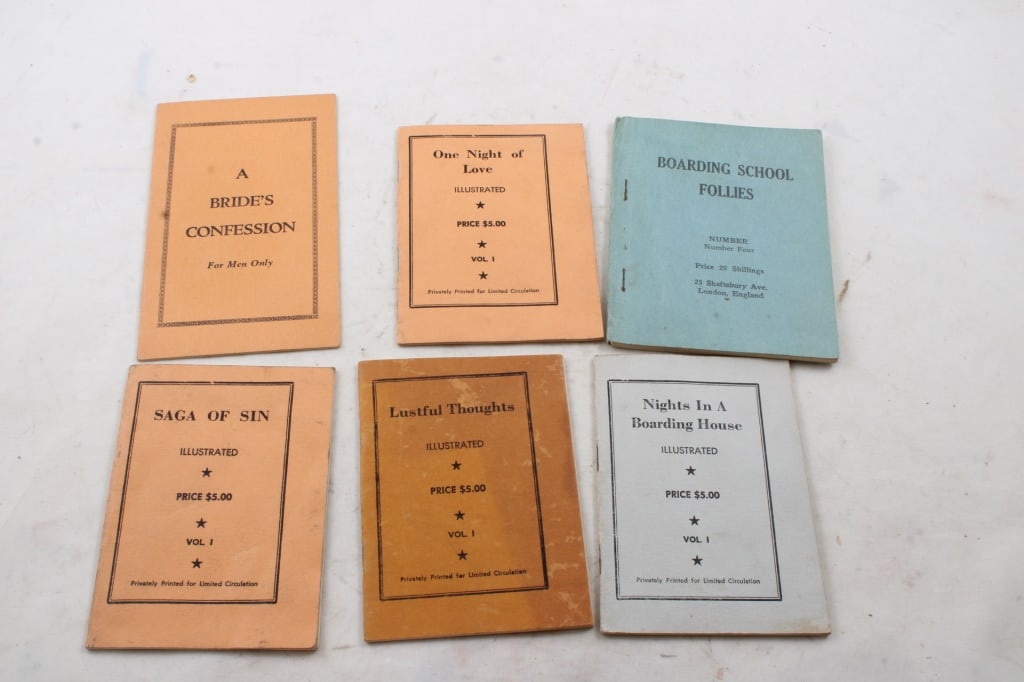 A
BRIDE'S
CONFESSION
For Men Only
One Night of
Love
ILLUSTRATED
★
PRICE $5.00
★
VOL. I
★
Privately Printed for Limited Circulation
BOARDING SCHOOL
FOLLIES
NUMBER
Number Four
Price 20 Shillings
25 Shaftsbury Ave.
London, England
SAGA OF SIN
ILLUSTRATED
★
PRICE $5.00
★
VOL. I
★
Privately Printed for Limited Circulation
Lustful Thoughts
ILLUSTRATED
★
PRICE $5.00
★
VOL. I
★
Privately Printed for Limited Circulation
Nights In A
Boarding House
ILLUSTRATED
★
PRICE $5.00
★
VOL. I
★
Privately Printed for Limited Circulation